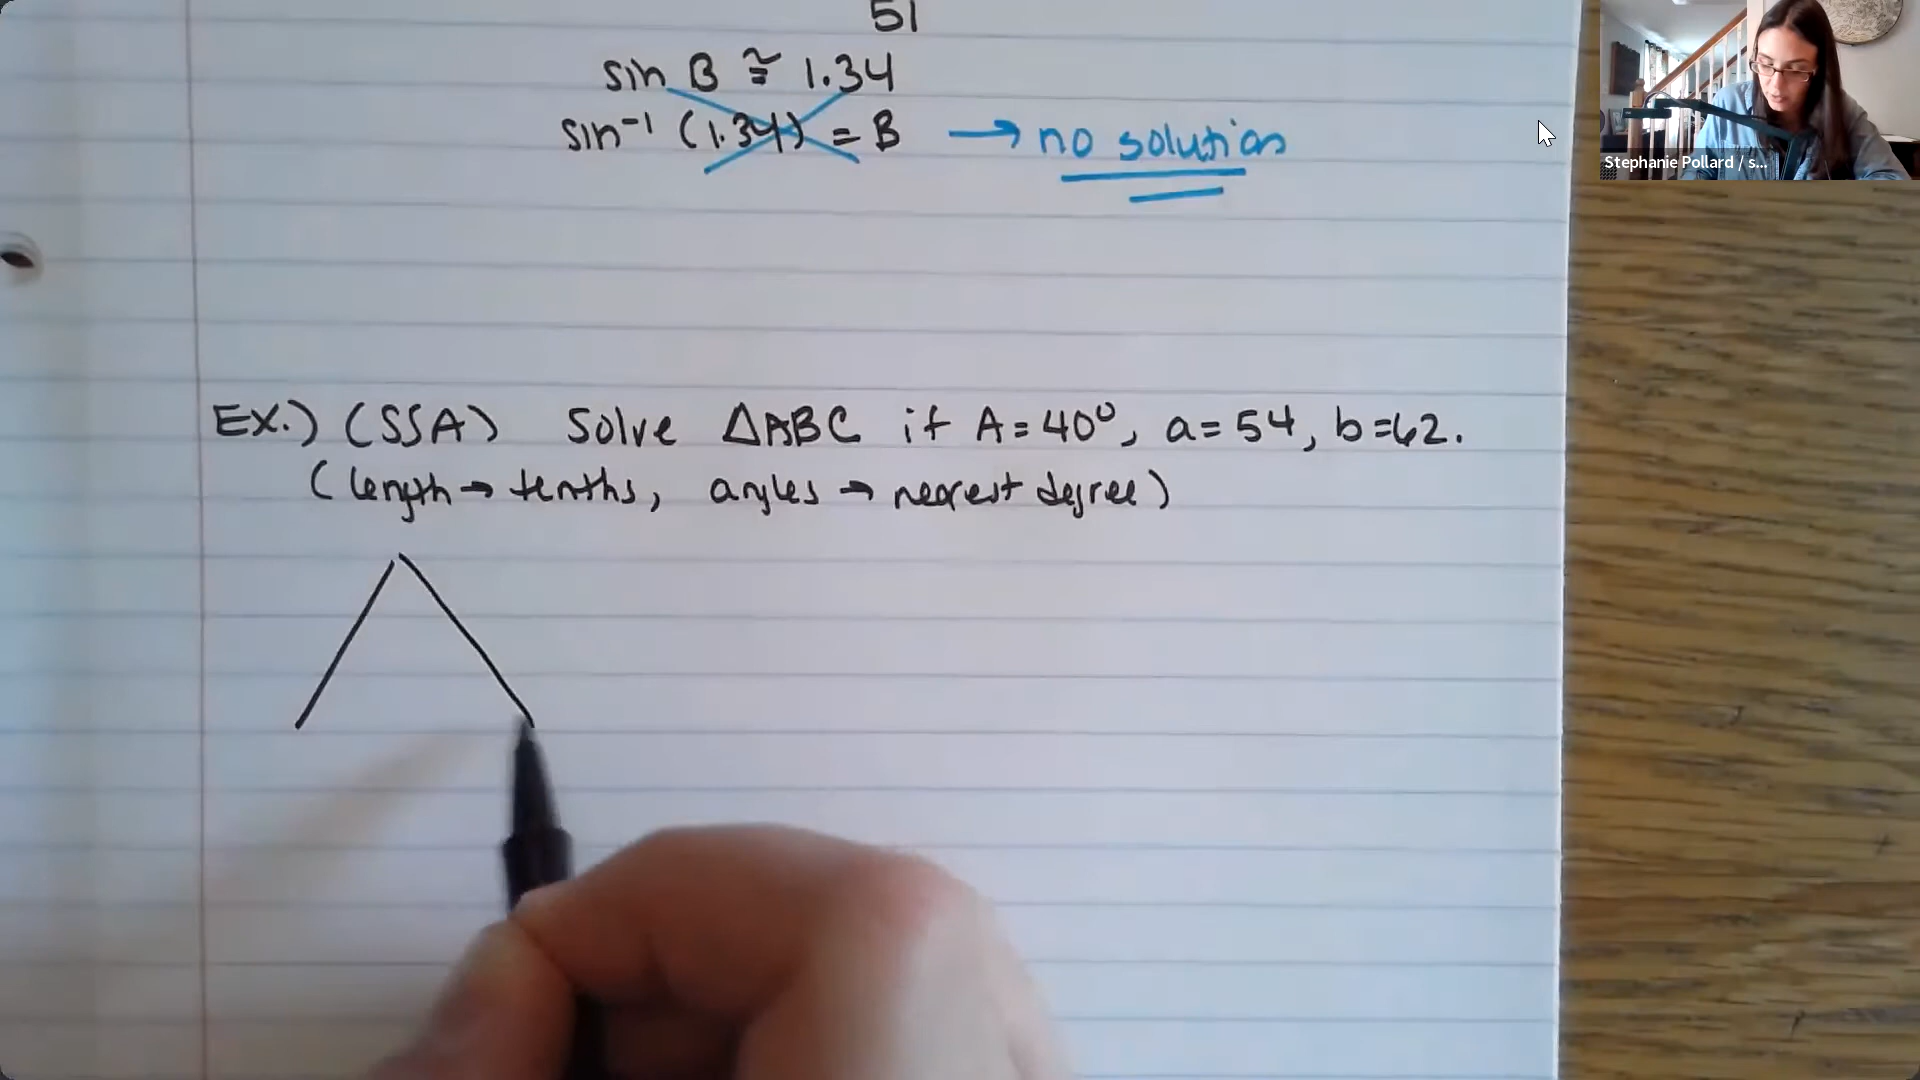 51
sin B ≅ 1.34
sin⁻¹ (1.34) = B → no solution
Stephanie Pollard / s...
EX.) (SSA) Solve △ABC if A=40°, a=54, b=62.
(length → tenths, angles → nearest degree)